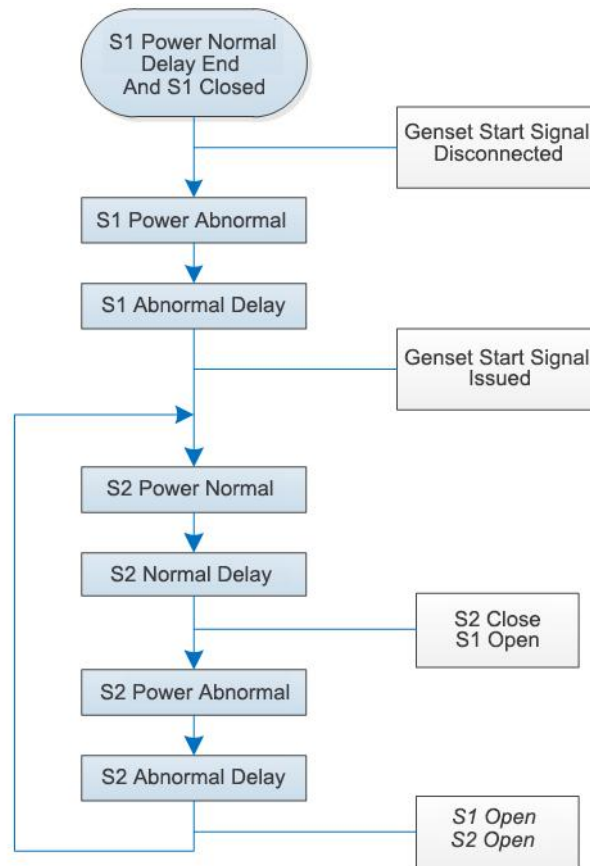 S1 Power Normal
Delay End
And S1 Closed
Genset Start Signal
Disconnected
S1 Power Abnormal
S1 Abnormal Delay
Genset Start Signal
Issued
S2 Power Normal
S2 Normal Delay
S2 Close
S1 Open
S2 Power Abnormal
S2 Abnormal Delay
S1 Open
S2 Open